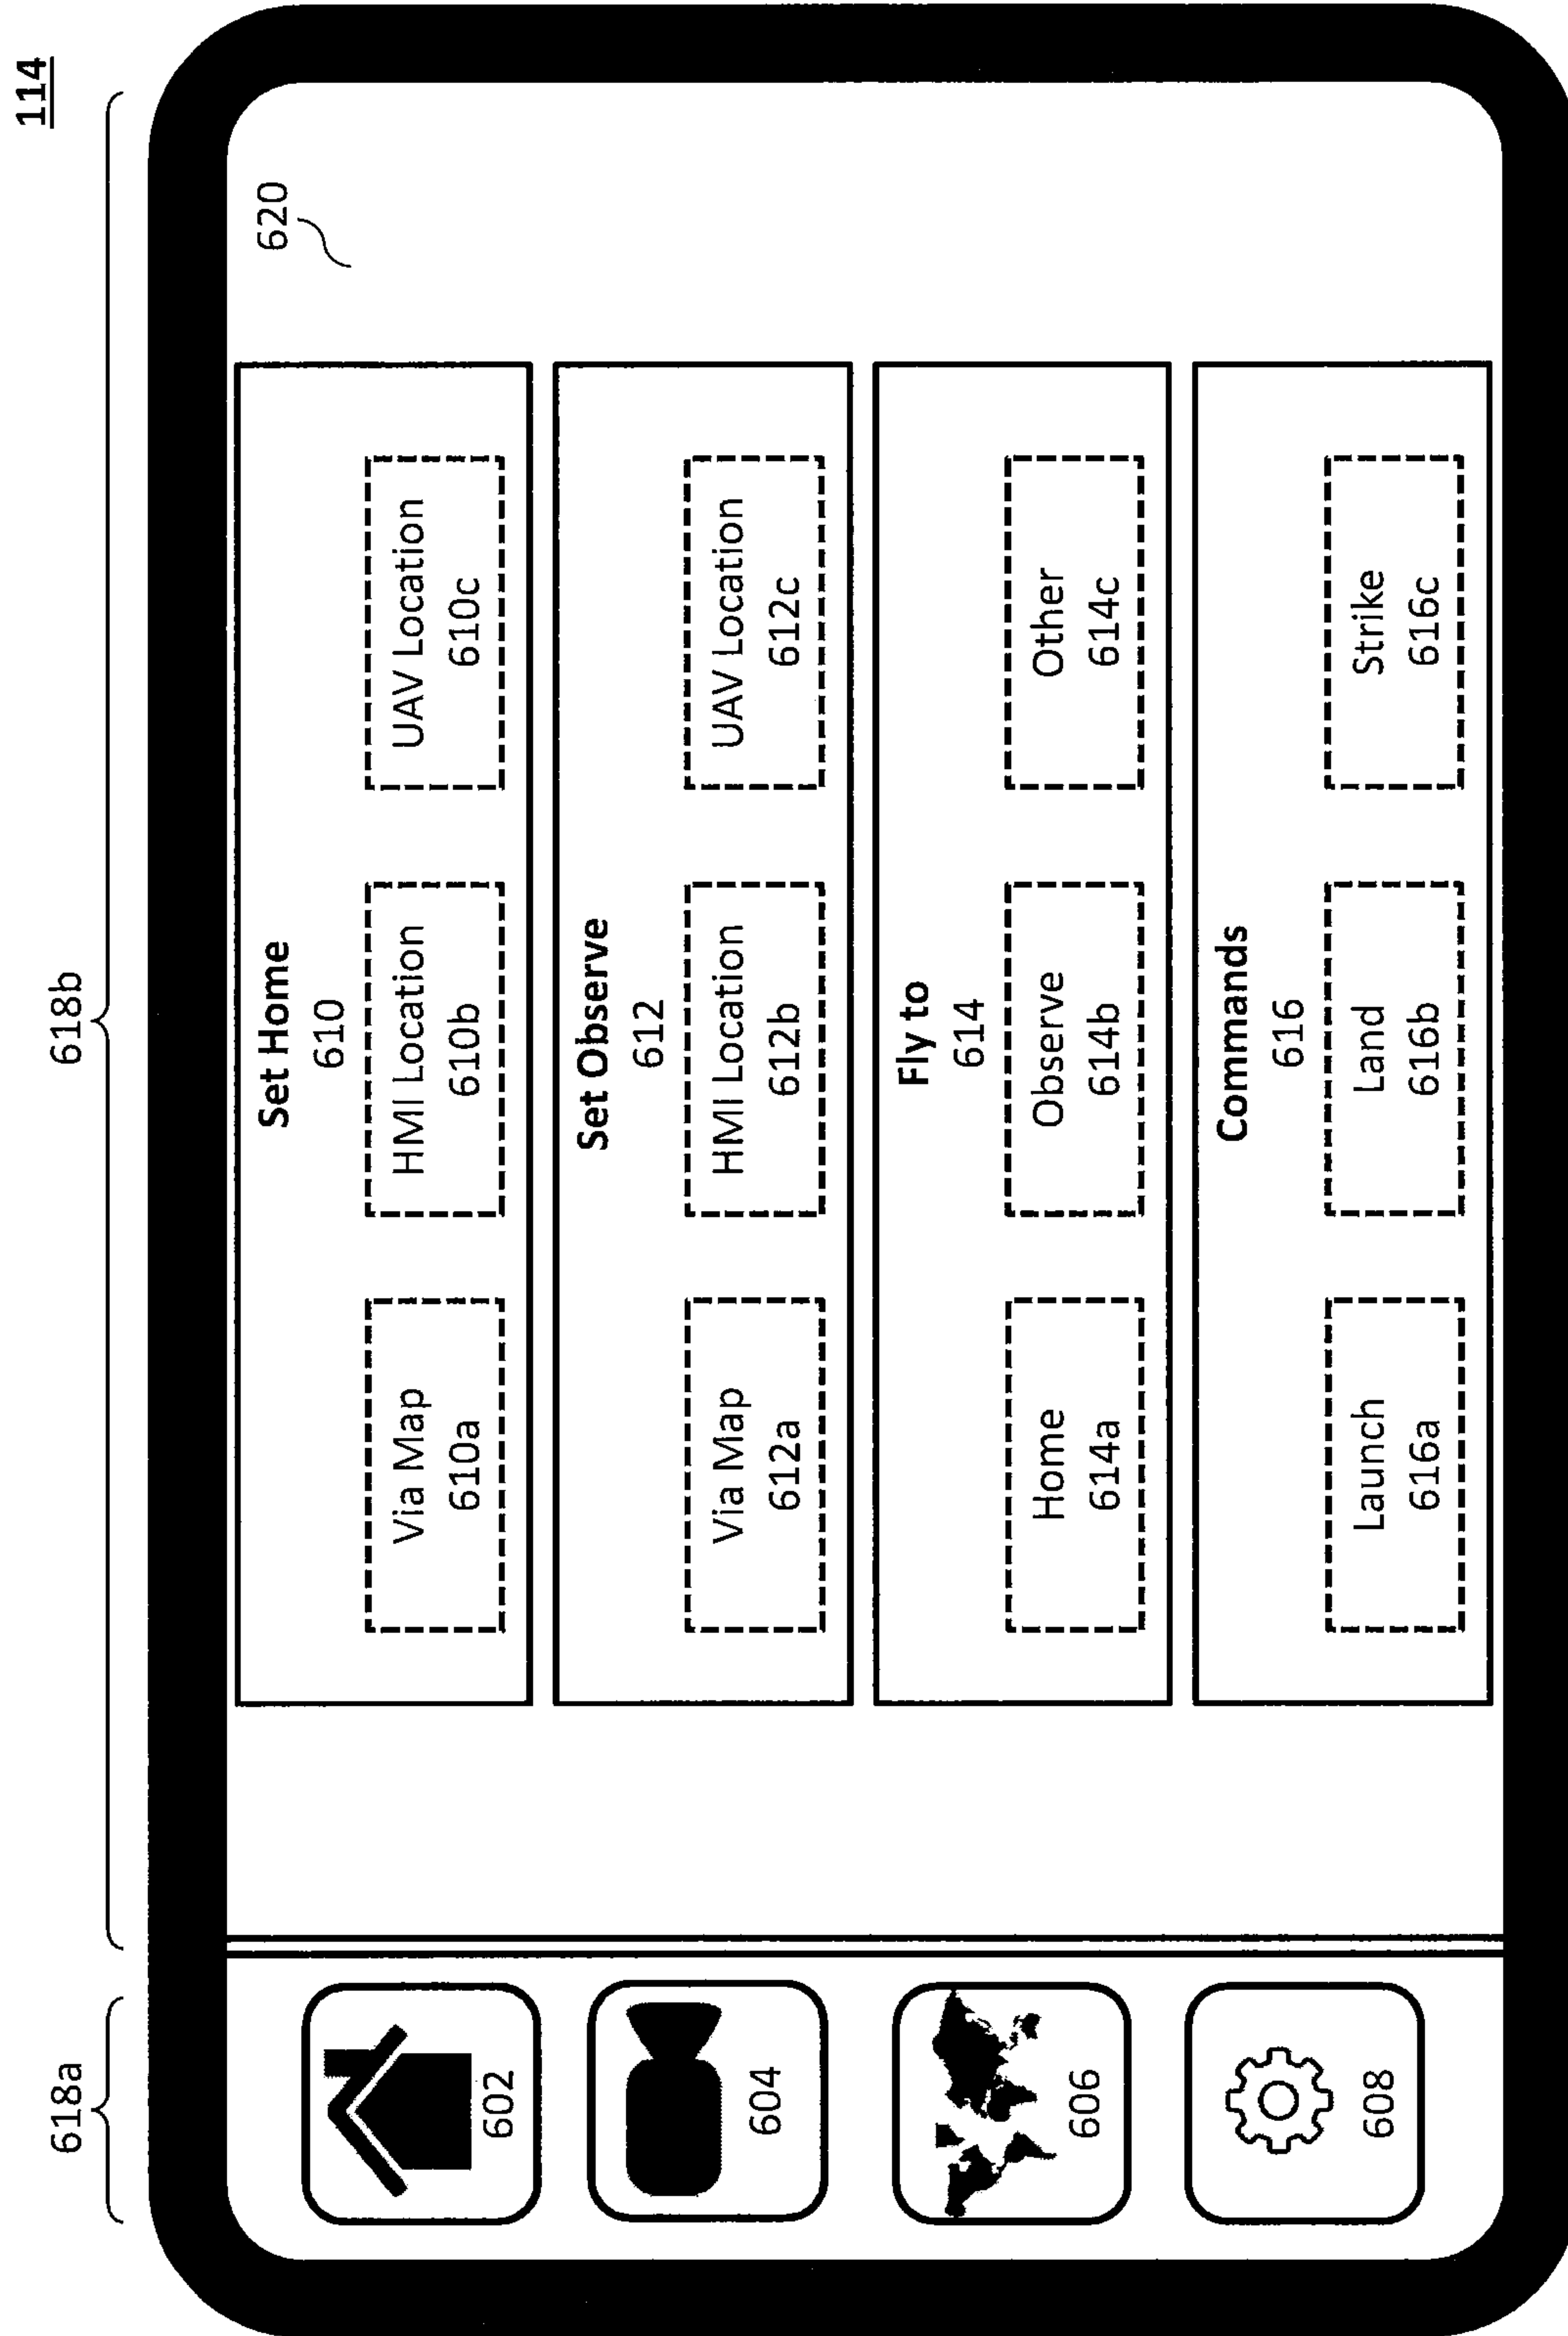 114
618a
618b
620
602
604
606
608
Set Home
610
Via Map
610a
HMI Location
610b
UAV Location
610c
Set Observe
612
Via Map
612a
HMI Location
612b
UAV Location
612c
Fly to
614
Home
614a
Observe
614b
Other
614c
Commands
616
Launch
616a
Land
616b
Strike
616c